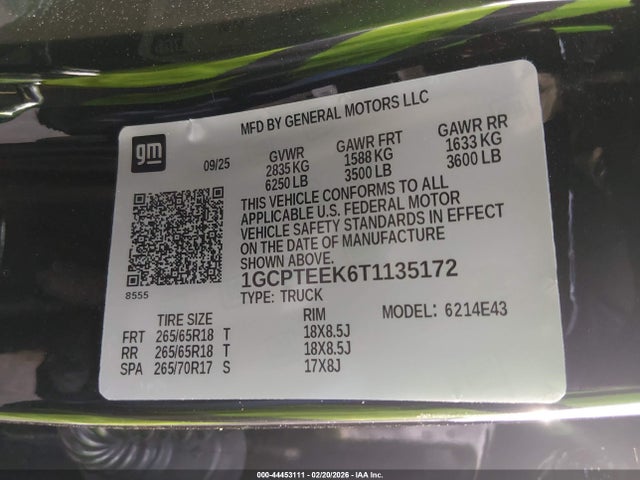 MFD BY GENERAL MOTORS LLC
gm
09/25
GVWR
2835 KG
6250 LB
GAWR FRT
1588 KG
3500 LB
GAWR RR
1633 KG
3600 LB
THIS VEHICLE CONFORMS TO ALL
APPLICABLE U.S. FEDERAL MOTOR
VEHICLE SAFETY STANDARDS IN EFFECT
ON THE DATE OF MANUFACTURE
SHOWN ABOVE.
8555
1GCPTEEK6T1135172
TYPE: TRUCK
MODEL: 6214E43
TIRE SIZE RIM
FRT 265/65R18 T 18X8.5J
RR 265/65R18 T 18X8.5J
SPA 265/70R17 S 17X8J
000-44453111 - 02/20/2026 - IAA Inc.